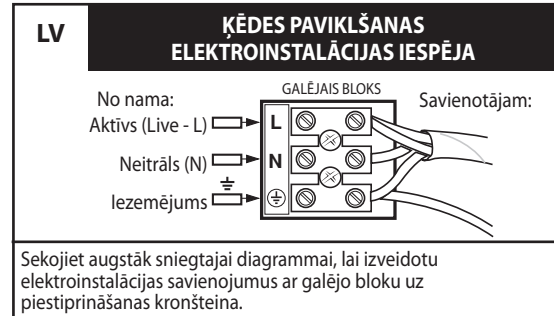 LV
ĶĒDES PAVIKLŠANAS
ELEKTROINSTALĀCIJAS IESPĒJA
GALĒJAIS BLOKS
No nama:
Savienotājam:
Aktīvs (Live - L)
L
Neitrāls (N)
N
Iezemējums
Sekojiet augstāk sniegtajai diagrammai, lai izveidotu
elektroinstalācijas savienojumus ar galējo bloku uz
piestiprināšanas kronšteina.